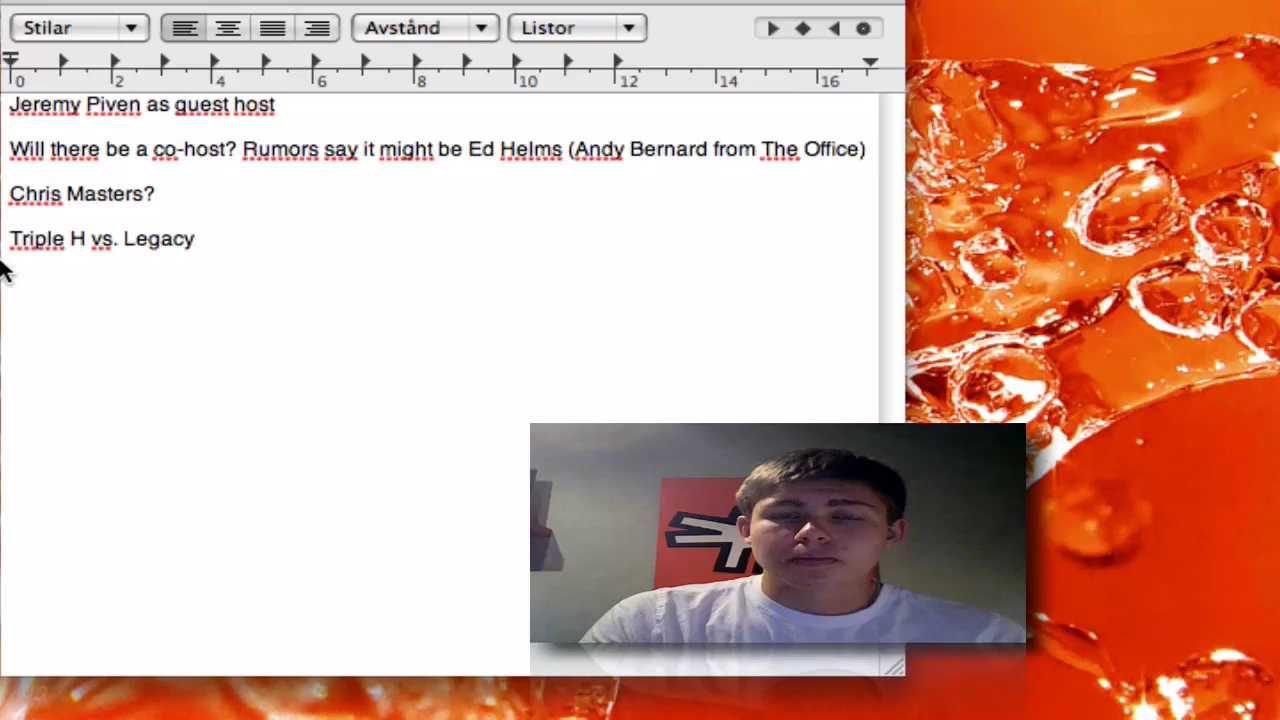 Stilar Avstånd Listor
0 2 4 6 8 10 12 14 16
Jeremy Piven as guest host
Will there be a co-host? Rumors say it might be Ed Helms (Andy Bernard from The Office)
Chris Masters?
Triple H vs. Legacy